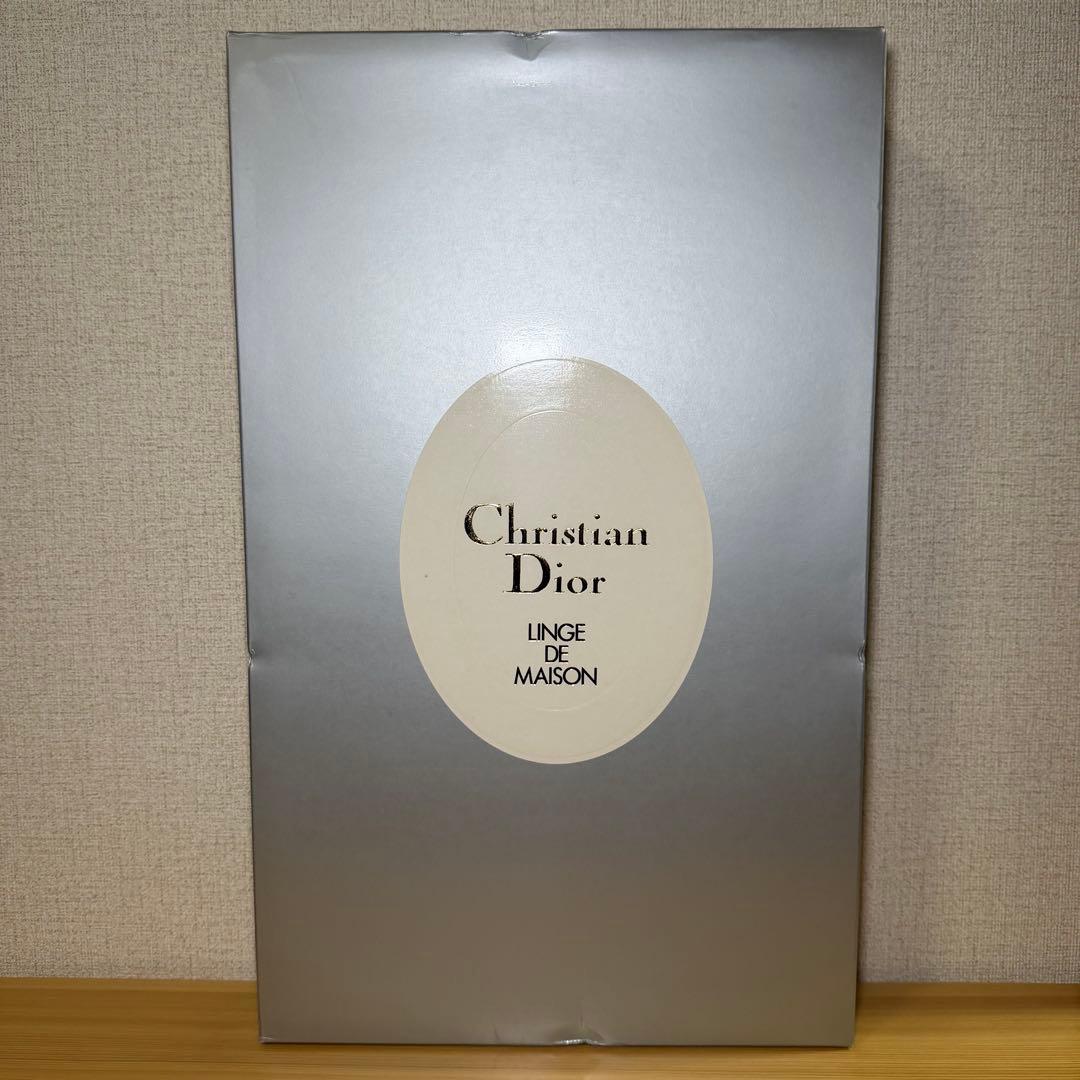 Christian
Dior
LINGE
DE
MAISON